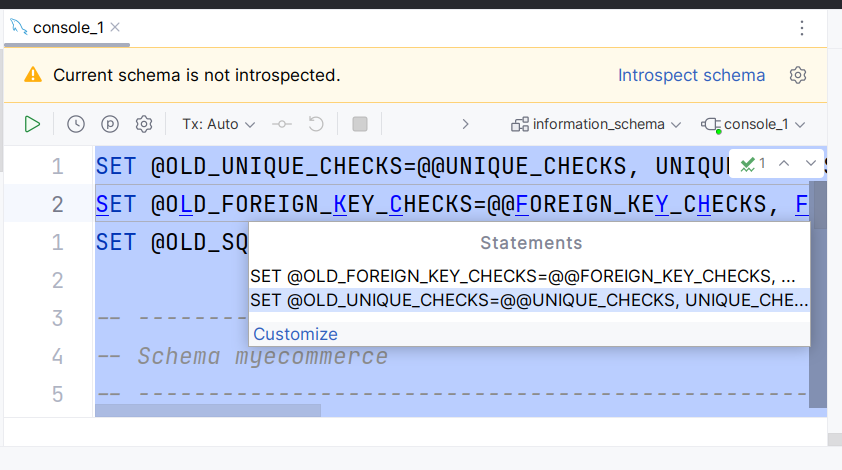 console_1
Current schema is not introspected. Introspect schema
Tx: Auto information_schema console_1
1 SET @OLD_UNIQUE_CHECKS=@@UNIQUE_CHECKS, UNIQUE 1
2 SET @OLD_FOREIGN_KEY_CHECKS=@@FOREIGN_KEY_CHECKS, F
1 SET @OLD_SQ
Statements
SET @OLD_FOREIGN_KEY_CHECKS=@@FOREIGN_KEY_CHECKS, ...
SET @OLD_UNIQUE_CHECKS=@@UNIQUE_CHECKS, UNIQUE_CHE...
Customize
2
3 -- --------
4 -- Schema myecommerce
5 -- -----------------------------------